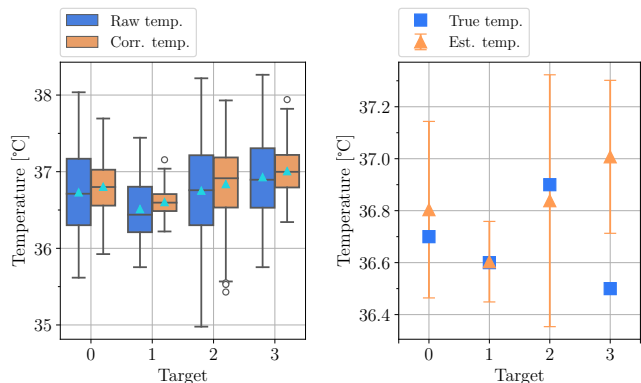 Raw temp.
Corr. temp.
Temperature [°C]
38
37
36
35
0 1 2 3
Target
True temp.
Est. temp.
Temperature [°C]
37.2
37.0
36.8
36.6
36.4
0 1 2 3
Target